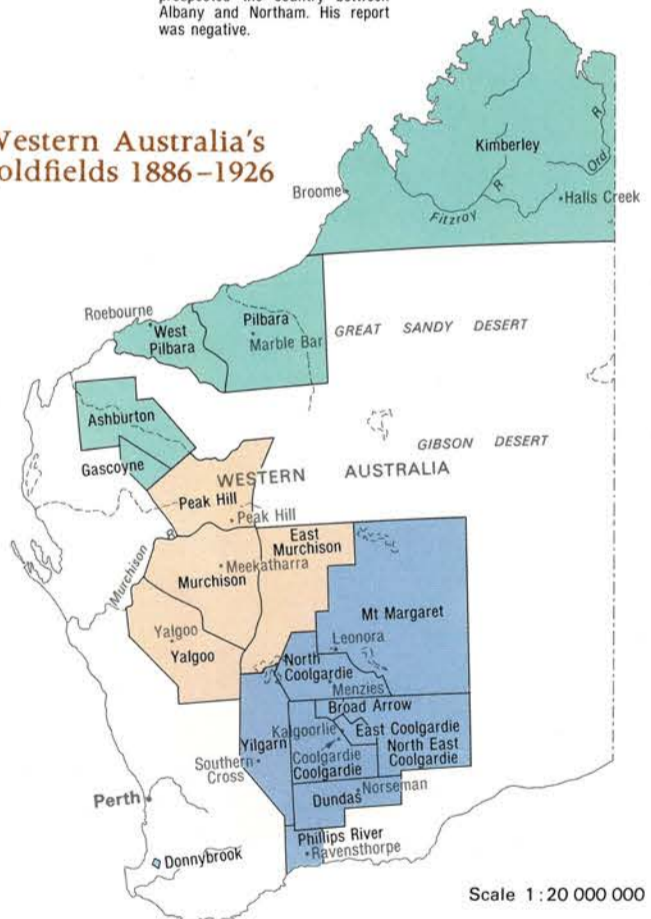 Albany and Northam. His report
was negative.
Western Australia's
oldfields 1886–1926
Kimberley
R
Ord
Broome
Fitzroy
R
Halls Creek
Roebourne
West
Pilbara
Pilbara
Marble Bar
GREAT SANDY DESERT
Ashburton
Gascoyne
GIBSON DESERT
WESTERN AUSTRALIA
Peak Hill
Peak Hill
Murchison
R
East
Murchison
Meekatharra
Murchison
Mt Margaret
Yalgoo
Yalgoo
Leonora
North
Coolgardie
Menzies
Broad Arrow
Kalgoorlie
East Coolgardie
Yilgarn
North East
Coolgardie
Southern
Cross
Coolgardie
Coolgardie
Dundas
Norseman
Perth
Phillips River
Ravensthorpe
Donnybrook
Scale 1:20 000 000